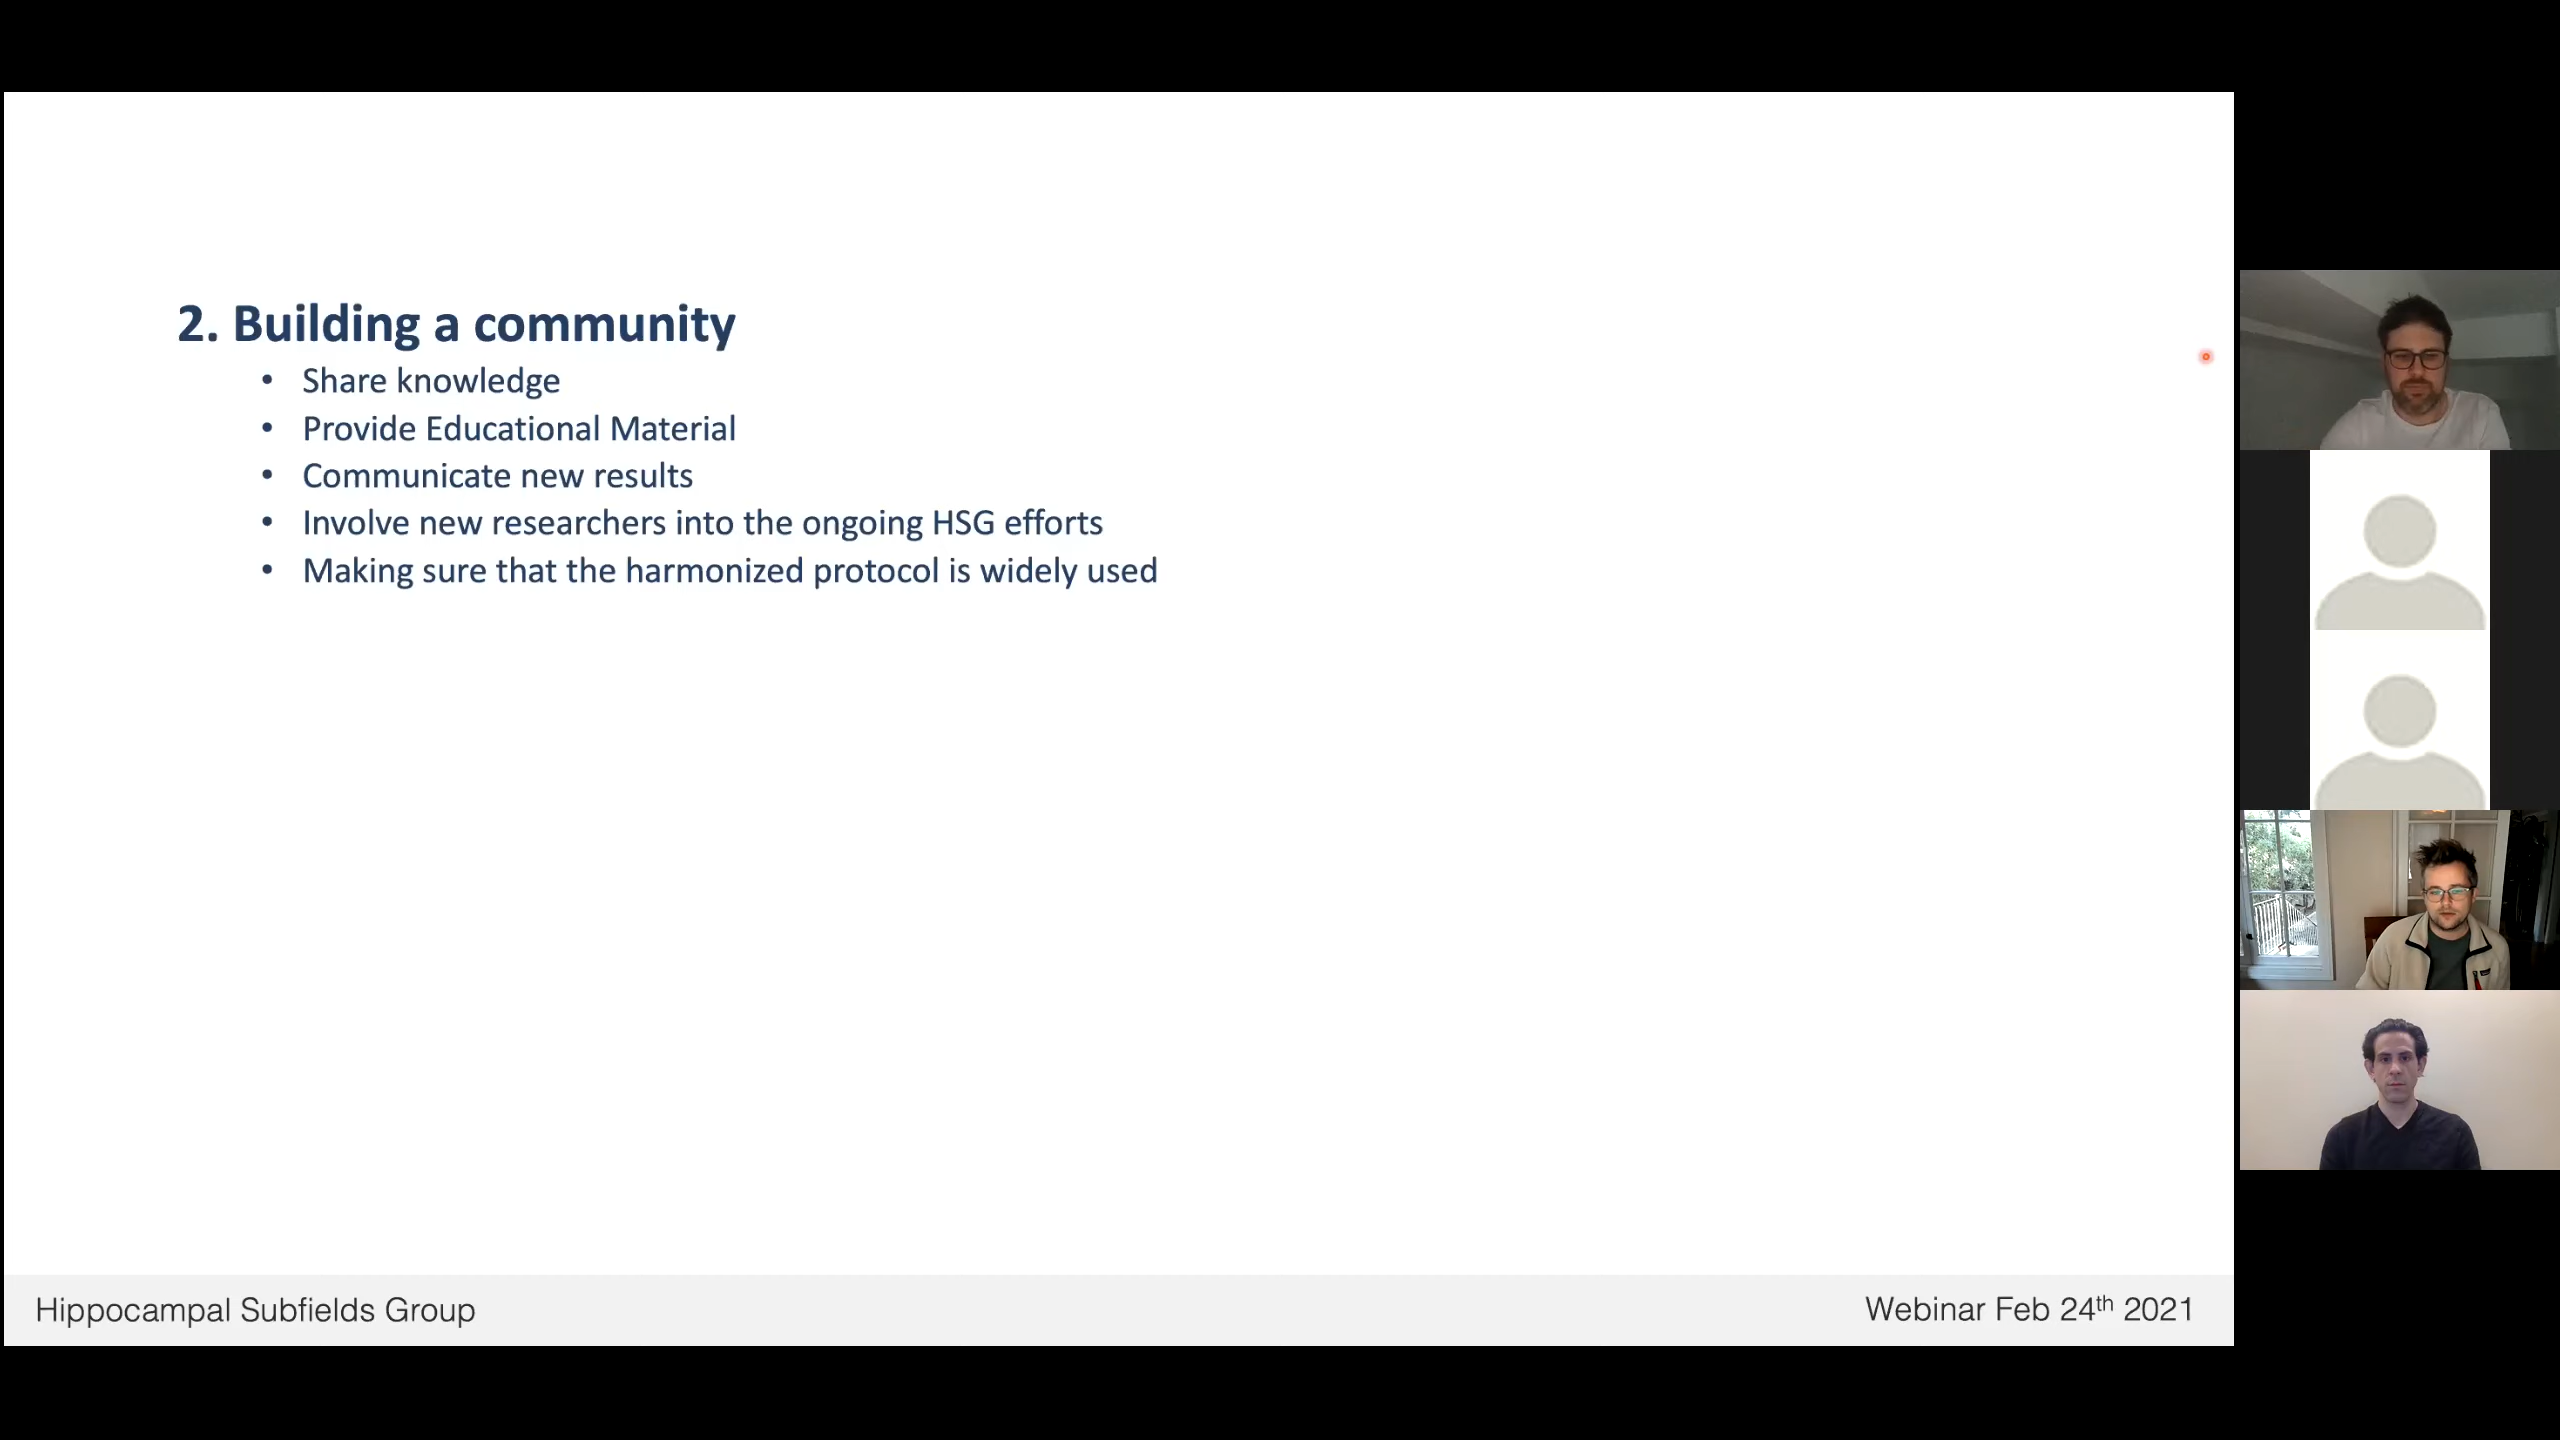 2. Building a community
• Share knowledge
• Provide Educational Material
• Communicate new results
• Involve new researchers into the ongoing HSG efforts
• Making sure that the harmonized protocol is widely used
Hippocampal Subfields Group
Webinar Feb 24th 2021